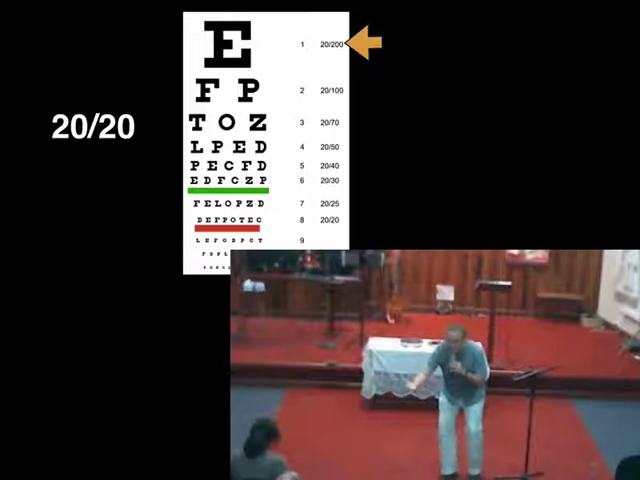 20/20
E 1 20/200
F P 2 20/100
T O Z 3 20/70
L P E D 4 20/50
P E C F D 5 20/40
E D F C Z P 6 20/30
F E L O P Z D 7 20/25
D E F P O T E C 8 20/20
L E F O D P C T 9
F D P L